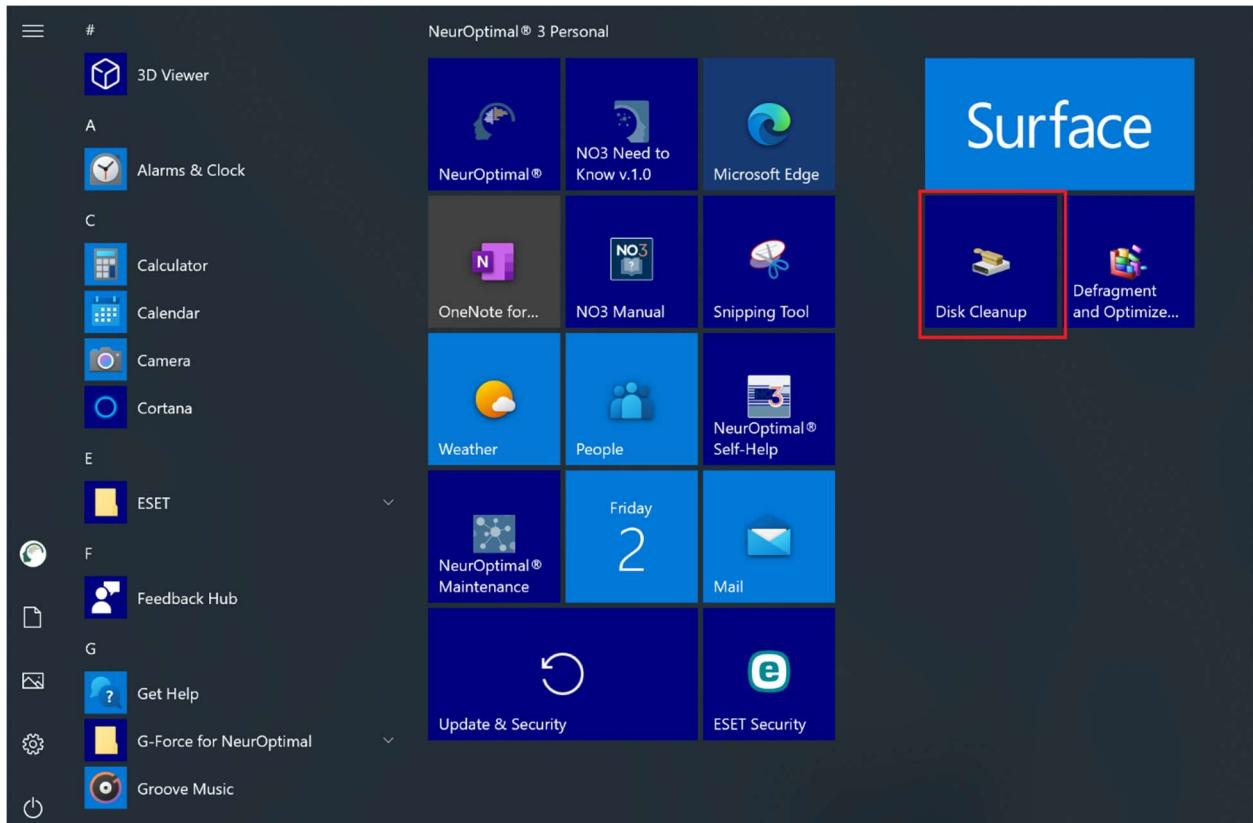 #
3D Viewer
A
Alarms & Clock
C
Calculator
Calendar
Camera
Cortana
E
ESET
F
Feedback Hub
G
Get Help
G-Force for NeurOptimal
Groove Music
NeurOptimal® 3 Personal
NeurOptimal®
NO3 Need to
Know v.1.0
Microsoft Edge
N
OneNote for...
NO3
?
NO3 Manual
Snipping Tool
Weather
People
3
NeurOptimal®
Self-Help
NeurOptimal®
Maintenance
Friday
2
Mail
Update & Security
e
ESET Security
Surface
Disk Cleanup
Defragment
and Optimize...